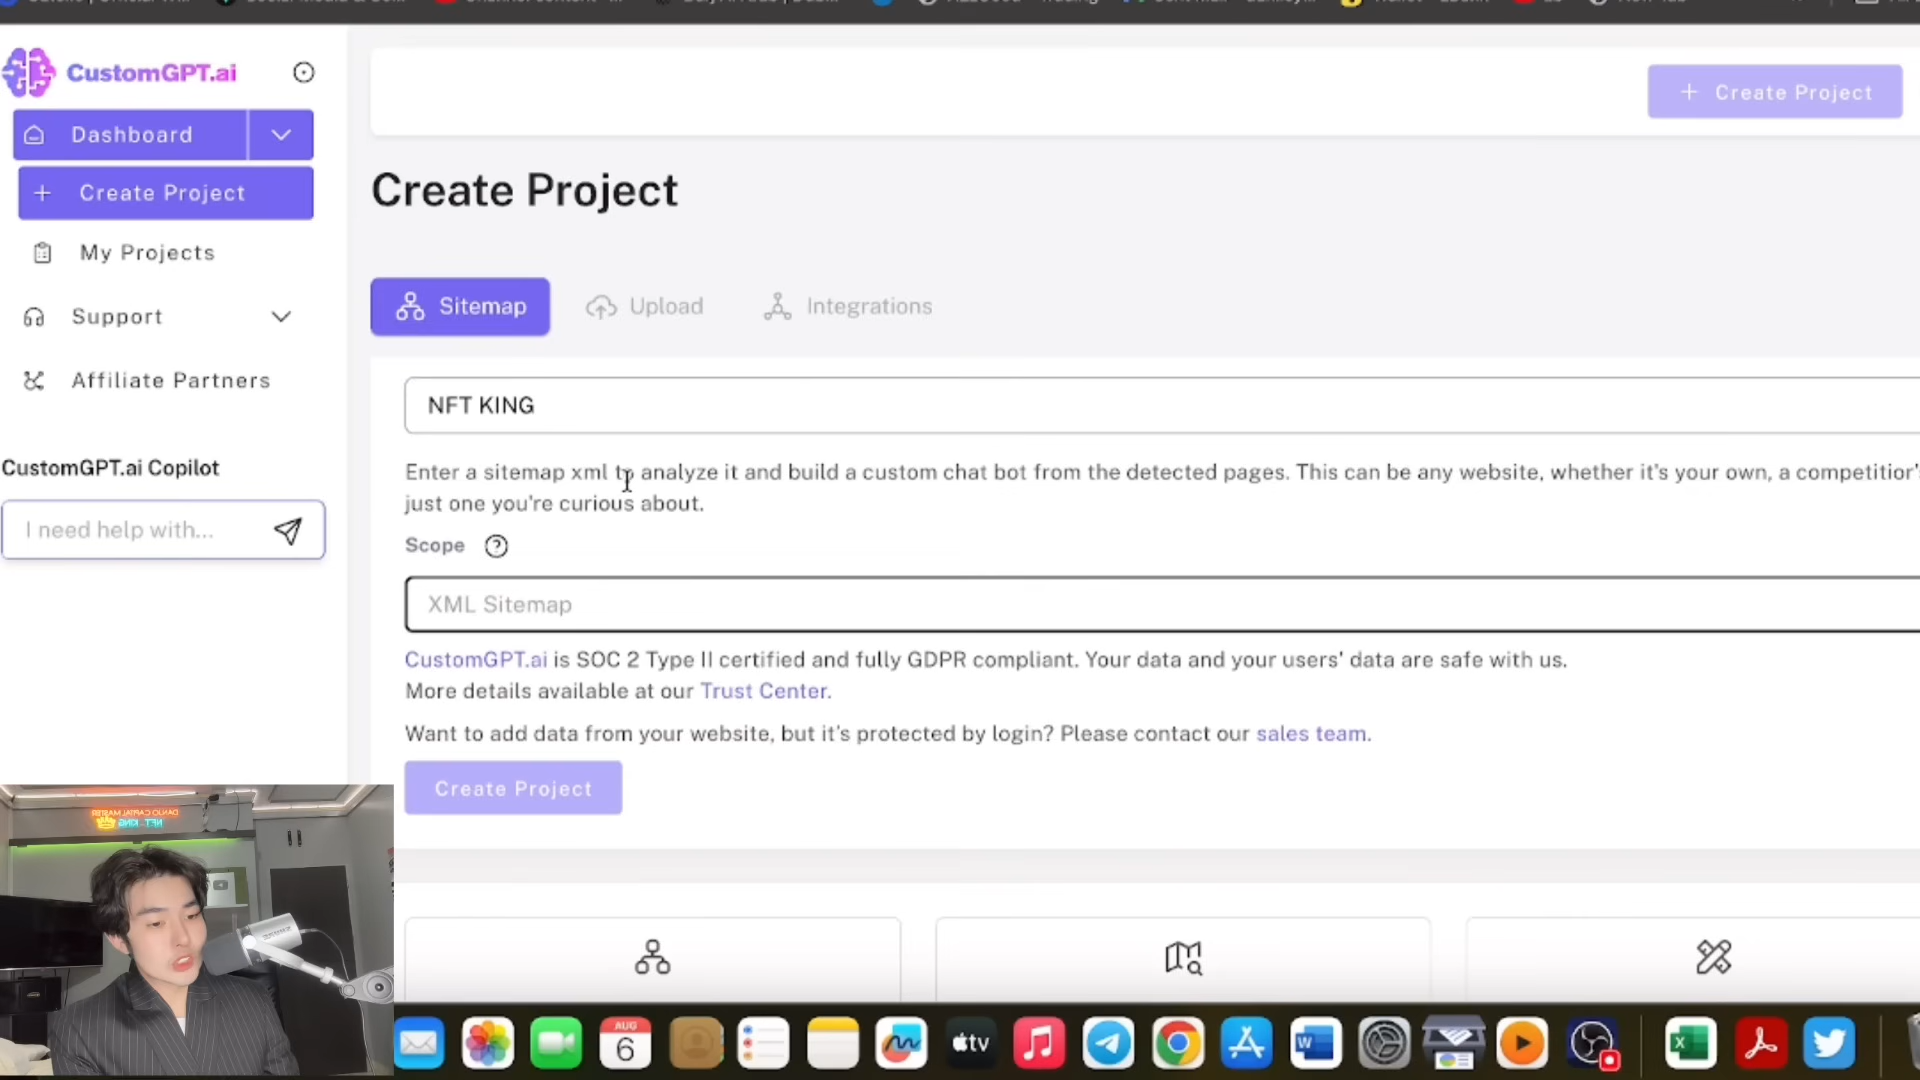 CustomGPT.ai
Dashboard
Create Project
My Projects
Support
Affiliate Partners
CustomGPT.ai Copilot
I need help with...
+ Create Project
Create Project
Sitemap
Upload
Integrations
NFT KING
Enter a sitemap xml to analyze it and build a custom chat bot from the detected pages. This can be any website, whether it's your own, a competitior's
just one you're curious about.
Scope
XML Sitemap
CustomGPT.ai is SOC 2 Type II certified and fully GDPR compliant. Your data and your users' data are safe with us.
More details available at our Trust Center.
Want to add data from your website, but it's protected by login? Please contact our sales team.
Create Project
AUG
6
tv
W
X